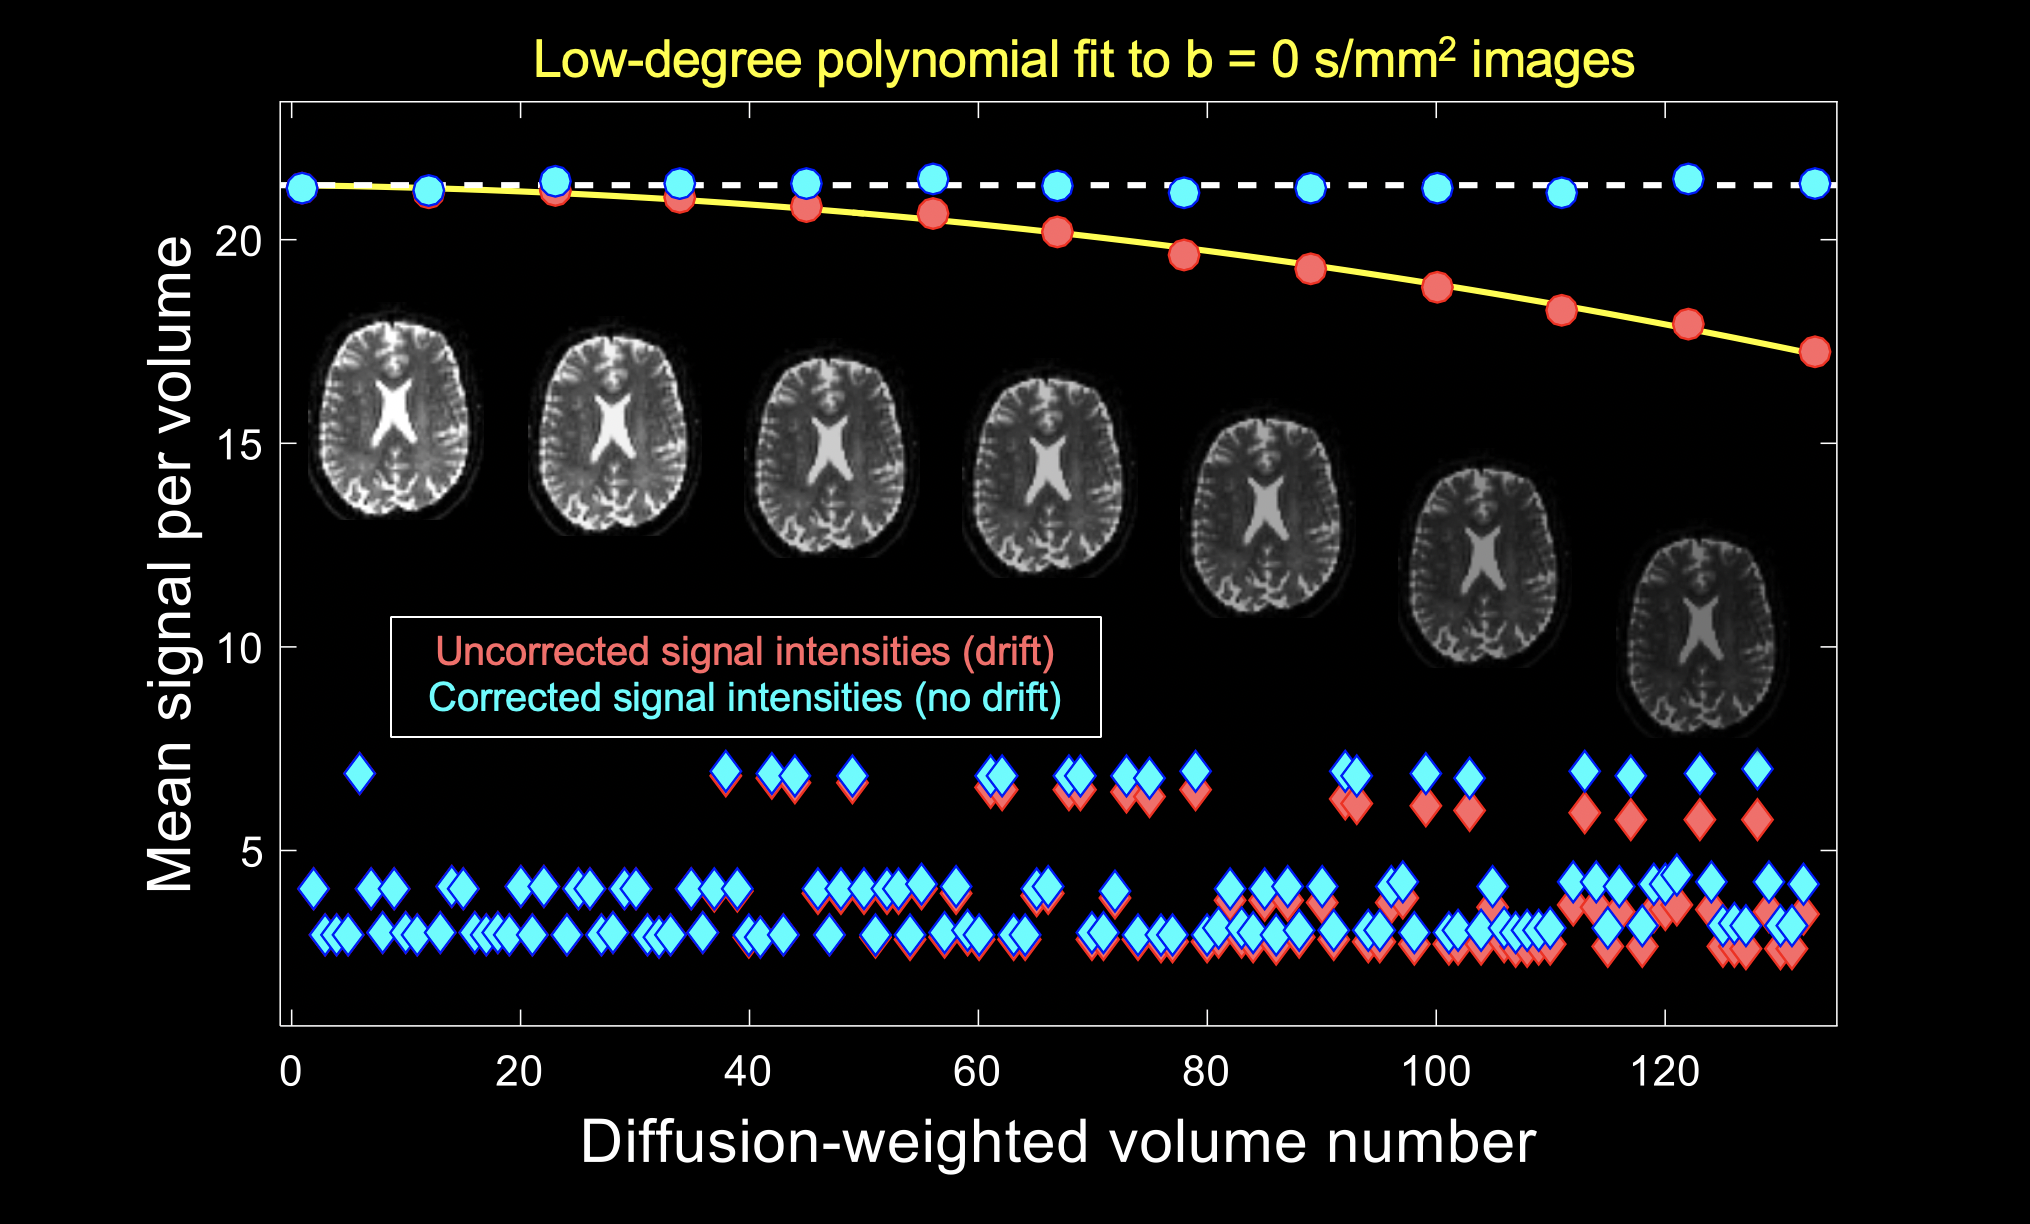 Low-degree polynomial fit to b = 0 s/mm² images
Mean signal per volume
20
15
10
5
Uncorrected signal intensities (drift)
Corrected signal intensities (no drift)
0 20 40 60 80 100 120
Diffusion-weighted volume number